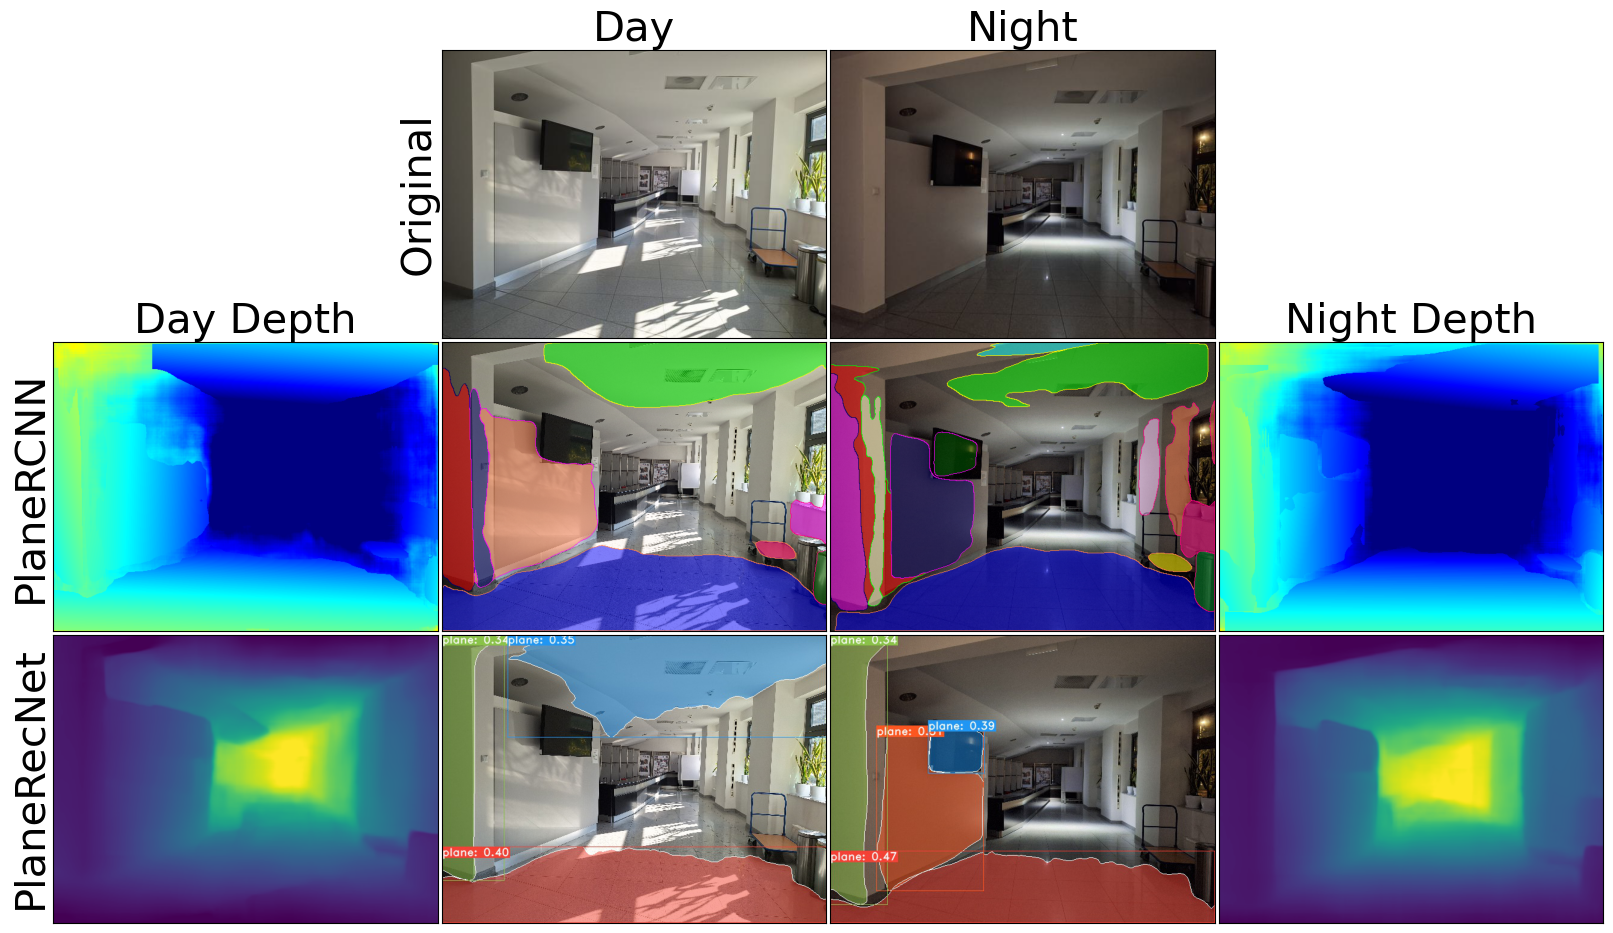 Day
Night
Original
Day Depth
Night Depth
PlaneRCNN
PlaneRecNet
plane: 0.34
plane: 0.35
plane: 0.40
plane: 0.34
plane: 0.39
plane:
plane: 0.47